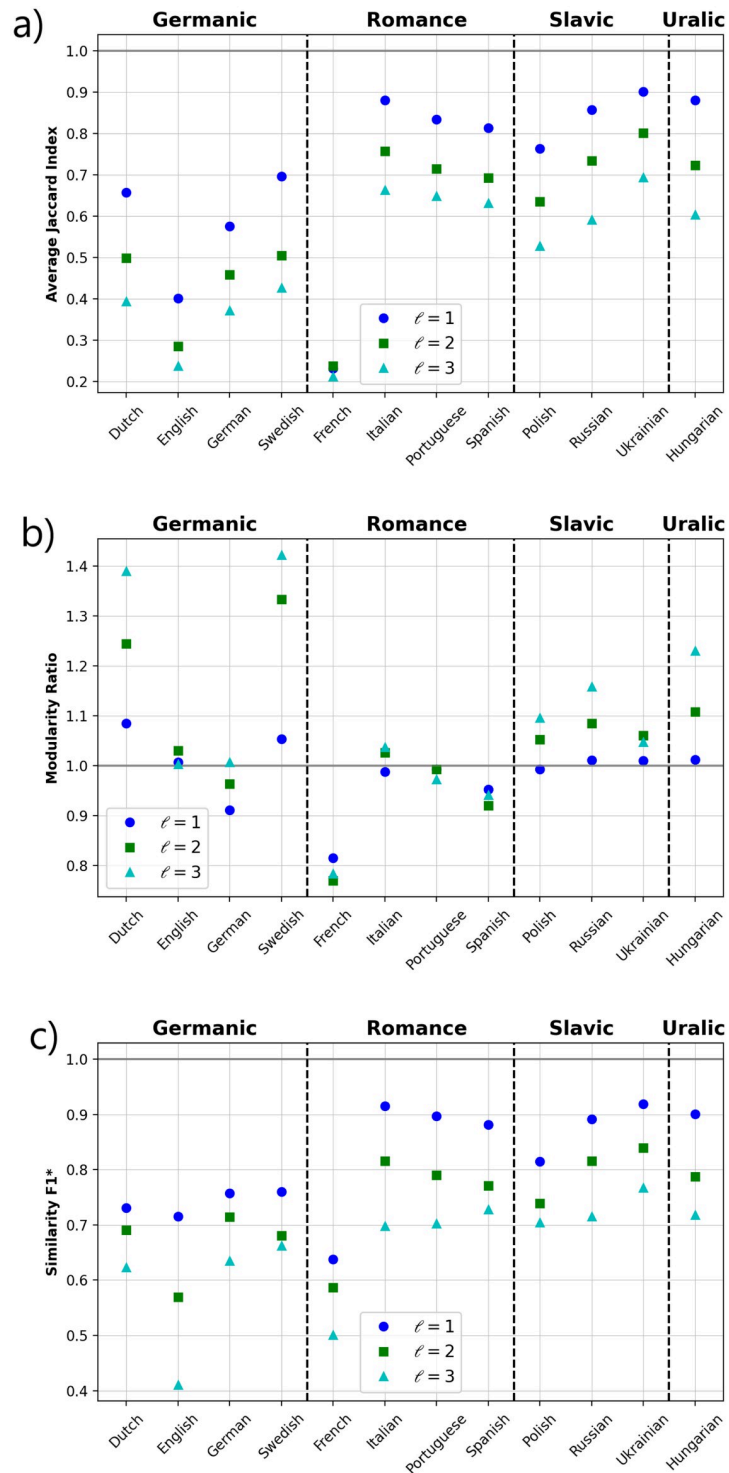 a)
Germanic Romance Slavic Uralic
1.0
0.9
0.8
0.7
0.6
0.5
0.4
0.3
0.2
Average Jaccard Index
ℓ = 1
ℓ = 2
ℓ = 3
Dutch English German Swedish French Italian Portuguese Spanish Polish Russian Ukrainian Hungarian
b)
Germanic Romance Slavic Uralic
1.4
1.3
1.2
1.1
1.0
0.9
0.8
Modularity Ratio
ℓ = 1
ℓ = 2
ℓ = 3
Dutch English German Swedish French Italian Portuguese Spanish Polish Russian Ukrainian Hungarian
c)
Germanic Romance Slavic Uralic
1.0
0.9
0.8
0.7
0.6
0.5
0.4
Similarity F1*
ℓ = 1
ℓ = 2
ℓ = 3
Dutch English German Swedish French Italian Portuguese Spanish Polish Russian Ukrainian Hungarian